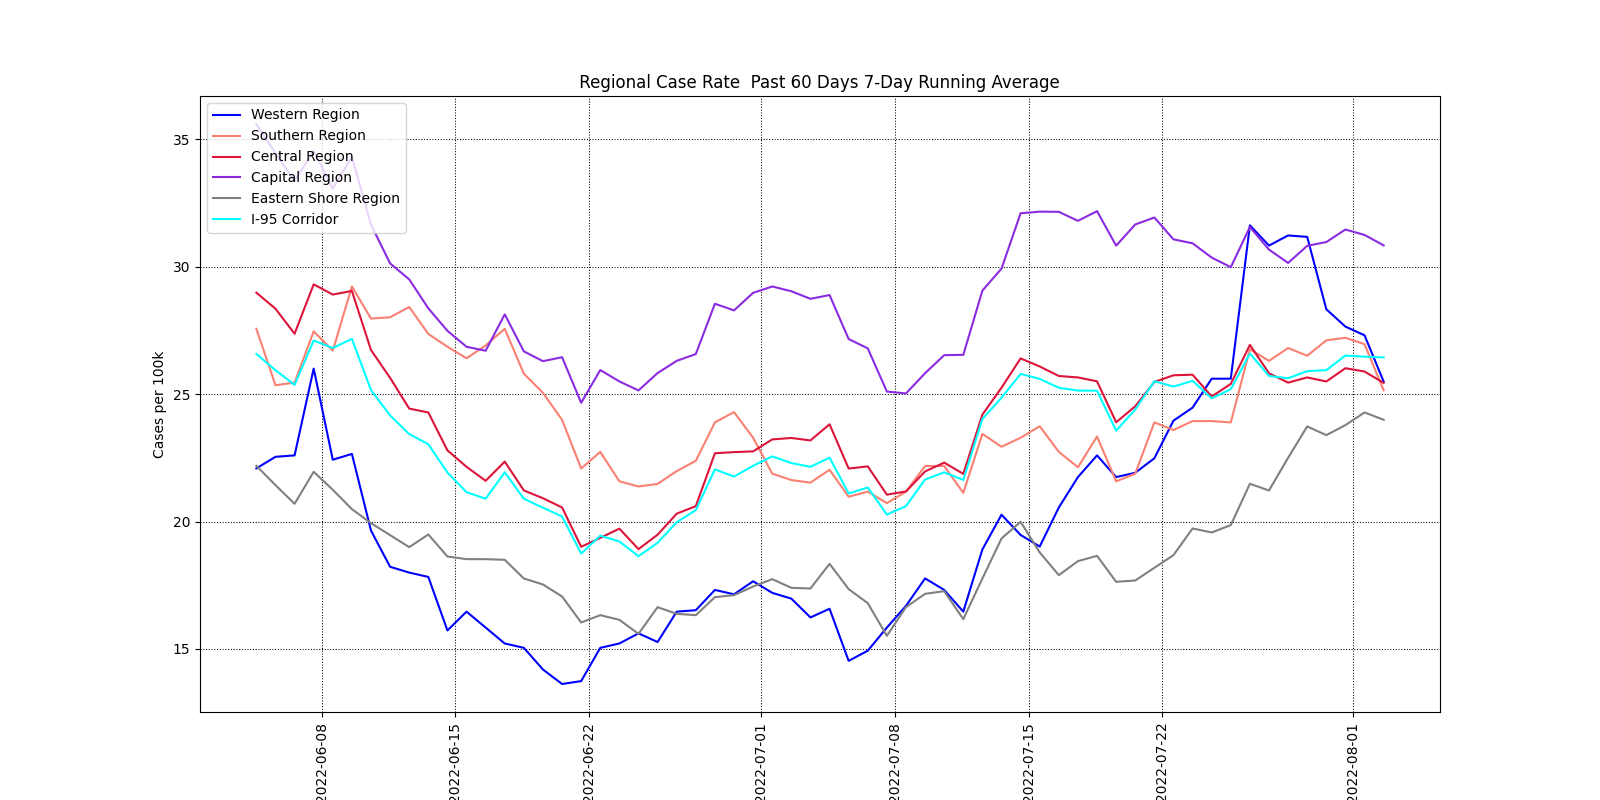 Regional Case Rate  Past 60 Days 7-Day Running Average
Western Region
Southern Region
Central Region
Capital Region
Eastern Shore Region
I-95 Corridor
Cases per 100k
35
30
25
20
15
2022-06-08
2022-06-15
2022-06-22
2022-07-01
2022-07-08
2022-07-15
2022-07-22
2022-08-01